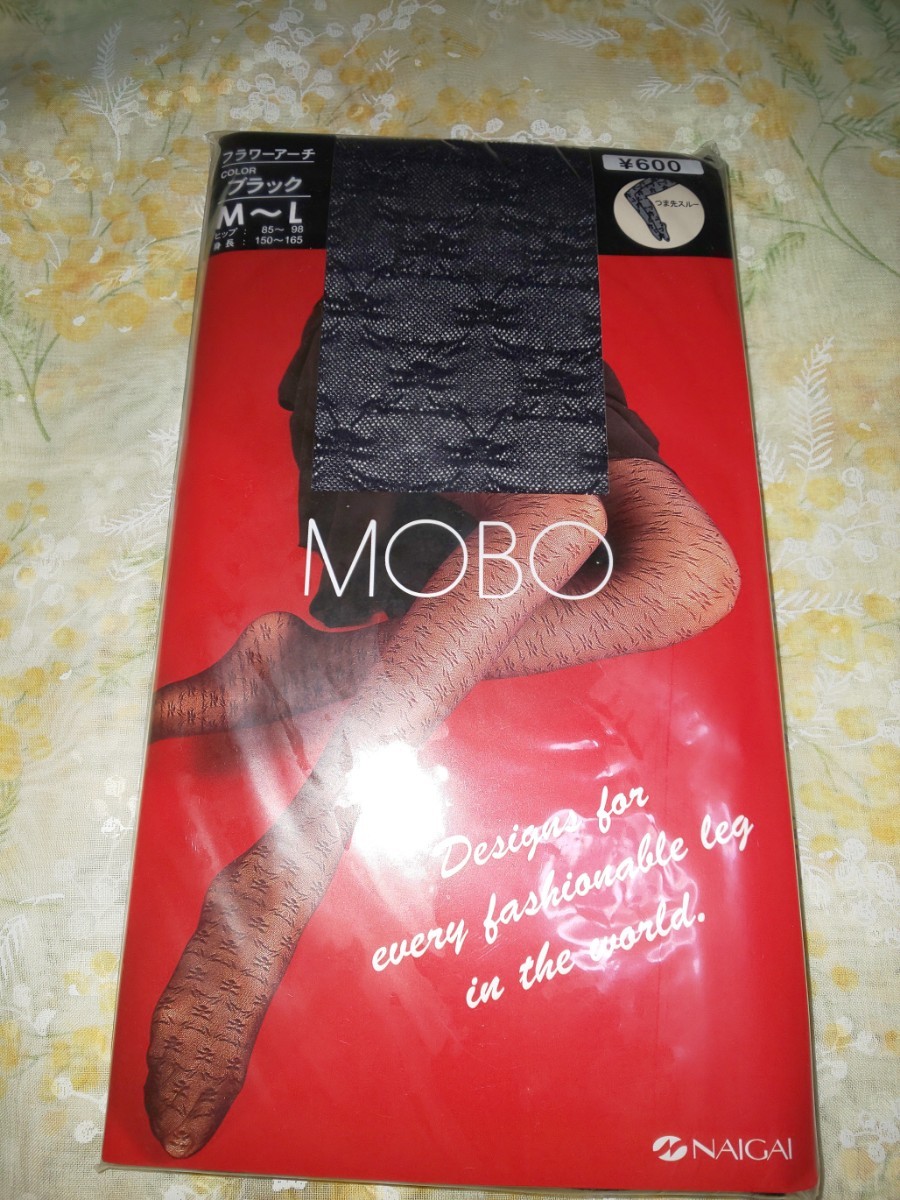 フラワーアーチ
COLOR
ブラック
M～L
ヒップ : 85～ 98
身長 : 150～165
¥600
つま先スルー
MOBO
Designs for
every fashionable leg
in the world.
NAIGAI